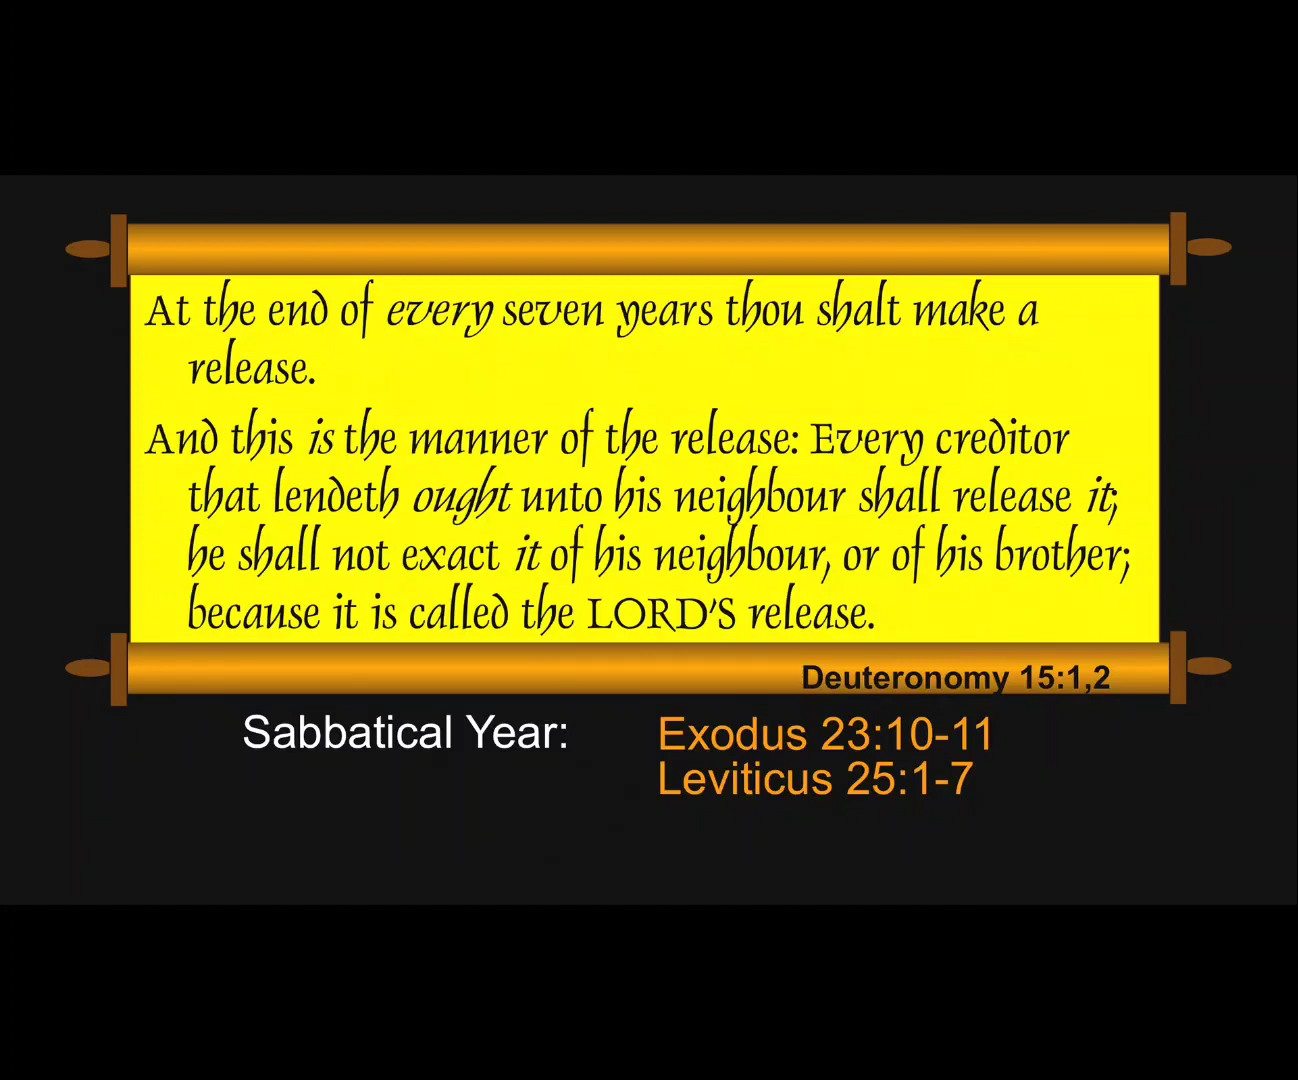 At the end of every seven years thou shalt make a
release.
And this is the manner of the release: Every creditor
that lendeth ought unto his neighbour shall release it;
he shall not exact it of his neighbour, or of his brother;
because it is called the LORD'S release.
Deuteronomy 15:1,2
Sabbatical Year:
Exodus 23:10-11
Leviticus 25:1-7